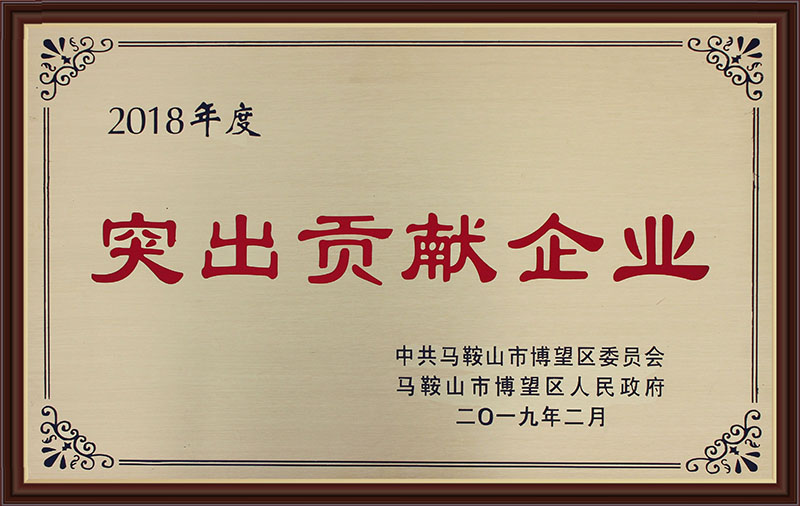 2018年度
突出贡献企业
中共马鞍山市博望区委员会
马鞍山市博望区人民政府
二〇一九年二月